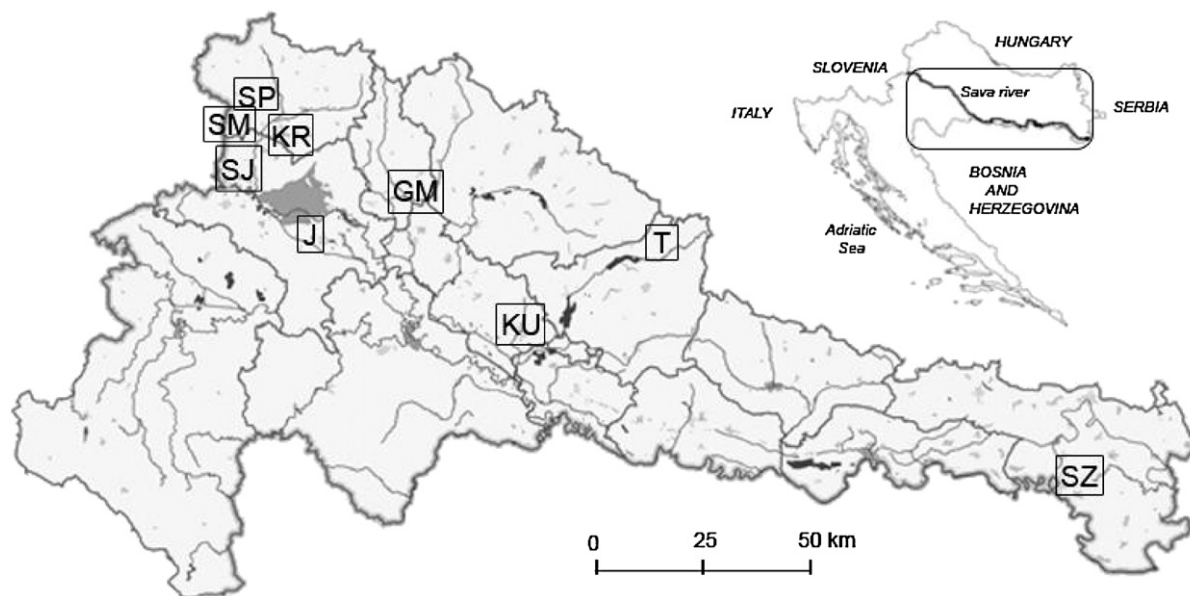 HUNGARY
SLOVENIA
Sava river
ITALY
SERBIA
BOSNIA
AND
HERZEGOVINA
Adriatic
Sea
SP
SM
KR
SJ
GM
J
T
KU
SZ
0 25 50 km